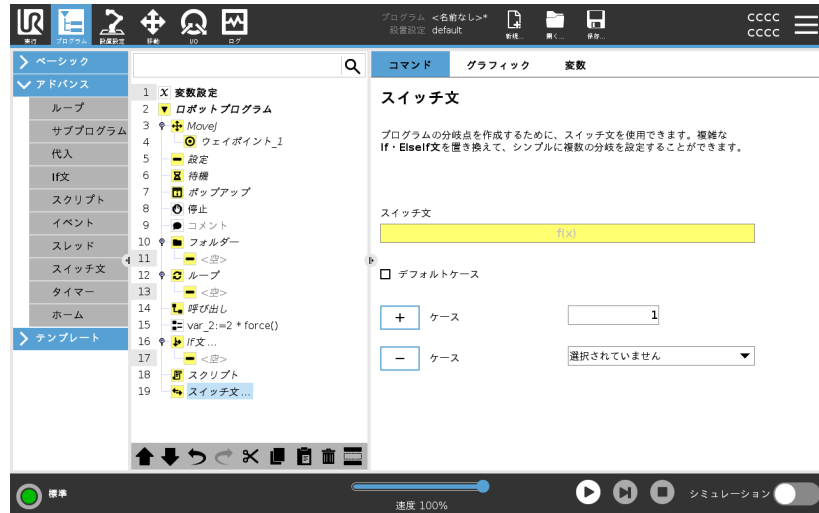 UR
実行
プログラム
設置設定
移動
I/O
ログ
プログラム <名前なし>*
設置設定 default
新規...
開く...
保存...
CCCC
CCCC
ベーシック
アドバンス
ループ
サブプログラム
代入
If文
スクリプト
イベント
スレッド
スイッチ文
タイマー
ホーム
テンプレート
1 X 変数設定
2 ロボットプログラム
3 MoveJ
4 ウェイポイント_1
5 設定
6 待機
7 ポップアップ
8 停止
9 コメント
10 フォルダー
11 <空>
12 ループ
13 <空>
14 呼び出し
15 var_2:=2 * force()
16 If文...
17 <空>
18 スクリプト
19 スイッチ文...
コマンド グラフィック 変数
スイッチ文
プログラムの分岐点を作成するために、スイッチ文を使用できます。複雑な
If・ElseIf文を置き換えて、シンプルに複数の分岐を設定することができます。
スイッチ文
f(x)
デフォルトケース
+ ケース 1
− ケース 選択されていません
標準
速度 100%
シミュレーション